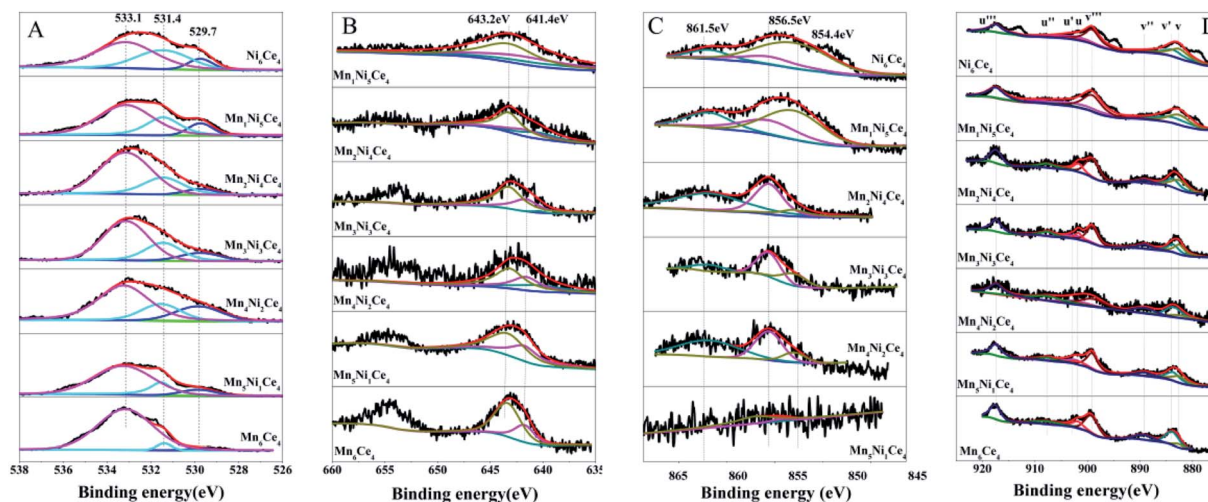 A
533.1 531.4
529.7
Ni6Ce4
Mn1Ni5Ce4
Mn2Ni4Ce4
Mn3Ni3Ce4
Mn4Ni2Ce4
Mn5Ni1Ce4
Mn6Ce4
538 536 534 532 530 528 526
Binding energy(eV)
B
643.2eV 641.4eV
Mn1Ni5Ce4
Mn2Ni4Ce4
Mn3Ni3Ce4
Mn4Ni2Ce4
Mn5Ni1Ce4
Mn6Ce4
660 655 650 645 640 635
Binding energy(eV)
C
861.5eV 856.5eV
854.4eV
Ni6Ce4
Mn1Ni5Ce4
Mn2Ni4Ce4
Mn3Ni3Ce4
Mn4Ni2Ce4
Mn5Ni1Ce4
865 860 855 850 845
Binding energy(eV)
D
u''' u'' u' u v''' v'' v' v
Ni6Ce4
Mn1Ni5Ce4
Mn2Ni4Ce4
Mn3Ni3Ce4
Mn4Ni2Ce4
Mn5Ni1Ce4
Mn6Ce4
920 910 900 890 880
Binding energy(eV)